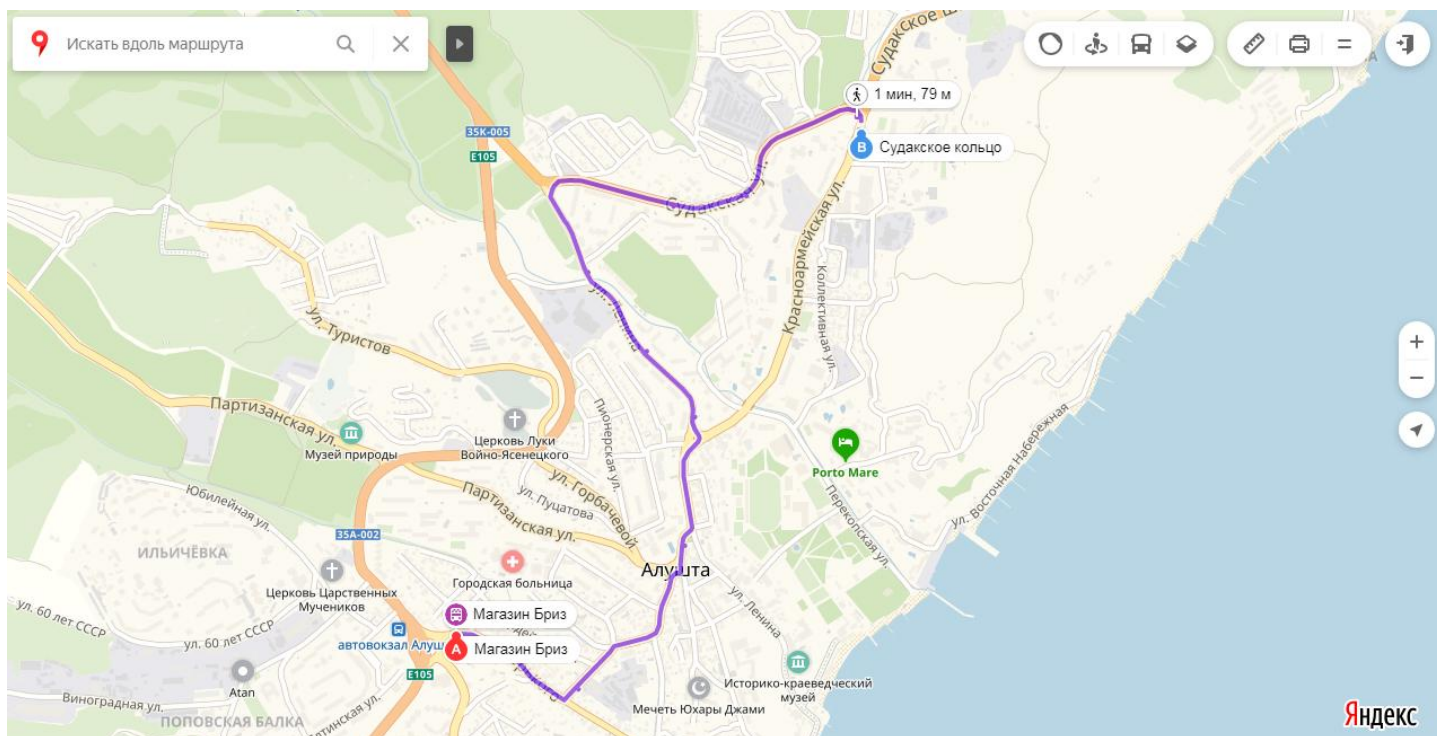 Искать вдоль маршрута
Судакское ш
1 мин, 79 м
35К-005
E105
Судакское кольцо
B
Судакская ул.
Красноармейская ул.
Коллективная ул.
ул. Ленина
ул. Туристов
Партизанская ул.
Музей природы
Церковь Луки
Войно-Ясенецкого
Пионерская ул.
Porto Mare
ул. Восточная Набережная
Перекопская ул.
Юбилейная ул.
ул. Горбачевой
ул. Пуцатова
Партизанская ул.
35А-002
ИЛЬИЧЁВКА
Алушта
Городская больница
Церковь Царственных
Мучеников
ул. Ленина
ул. 60 лет СССР
ул. 60 лет СССР
Магазин Бриз
автовокзал Алуш
A
Магазин Бриз
E105
Atan
Историко-краеведческий
музей
Мечеть Юхары Джами
Виноградная ул.
ПОПОВСКАЯ БАЛКА
Яндекс